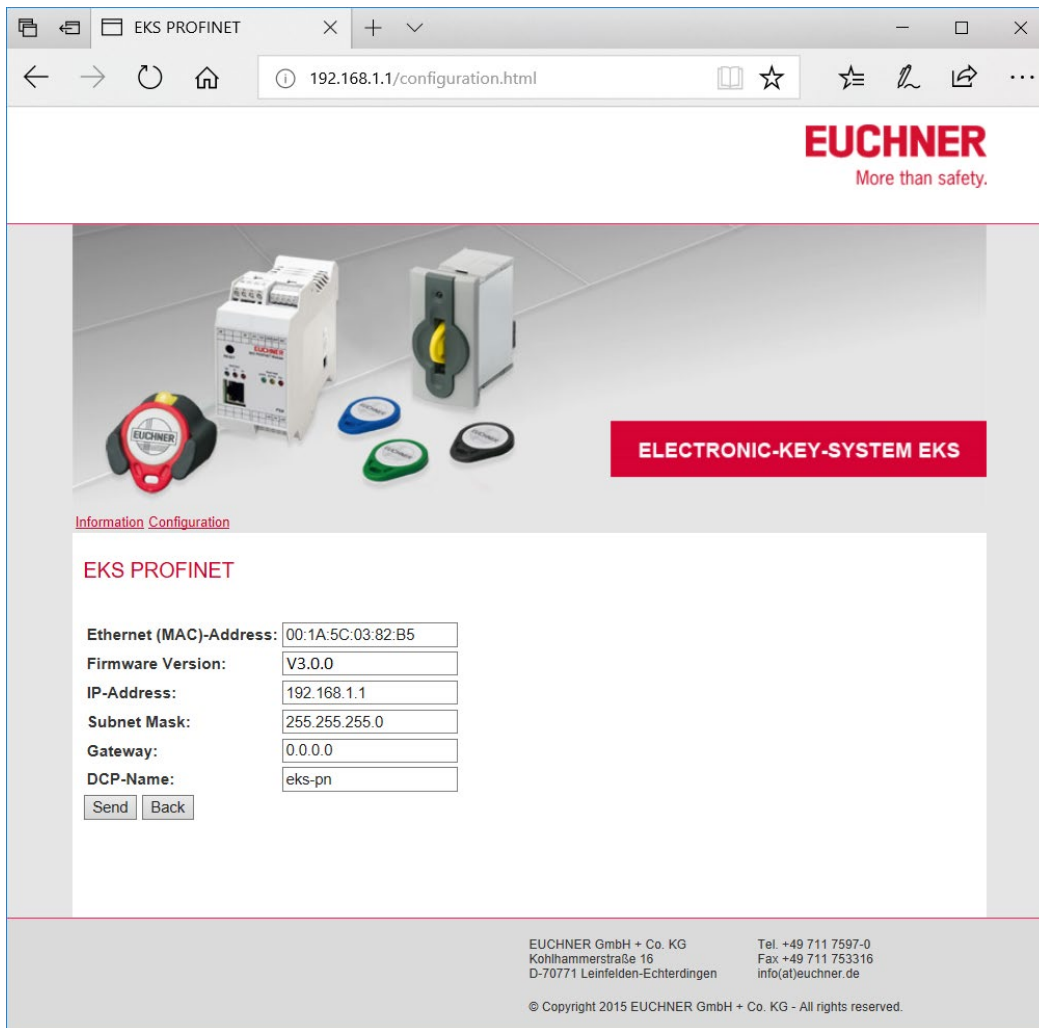 EKS PROFINET
192.168.1.1/configuration.html
EUCHNER
More than safety.
EUCHNER
EUCHNER
ELECTRONIC-KEY-SYSTEM EKS
Information Configuration
EKS PROFINET
Ethernet (MAC)-Address: 00:1A:5C:03:82:B5
Firmware Version: V3.0.0
IP-Address: 192.168.1.1
Subnet Mask: 255.255.255.0
Gateway: 0.0.0.0
DCP-Name: eks-pn
Send Back
EUCHNER GmbH + Co. KG Tel. +49 711 7597-0
Kohlhammerstraße 16 Fax +49 711 753316
D-70771 Leinfelden-Echterdingen info(at)euchner.de
© Copyright 2015 EUCHNER GmbH + Co. KG - All rights reserved.